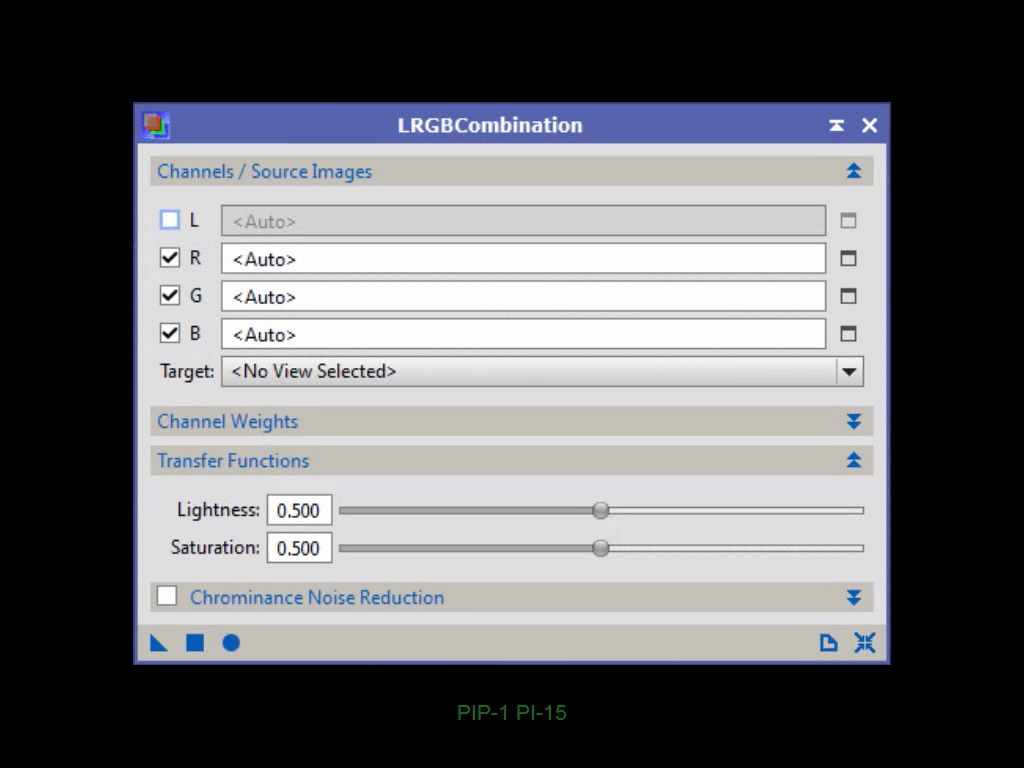 LRGBCombination
Channels / Source Images
L <Auto>
R <Auto>
G <Auto>
B <Auto>
Target: <No View Selected>
Channel Weights
Transfer Functions
Lightness: 0.500
Saturation: 0.500
Chrominance Noise Reduction
PIP-1 PI-15